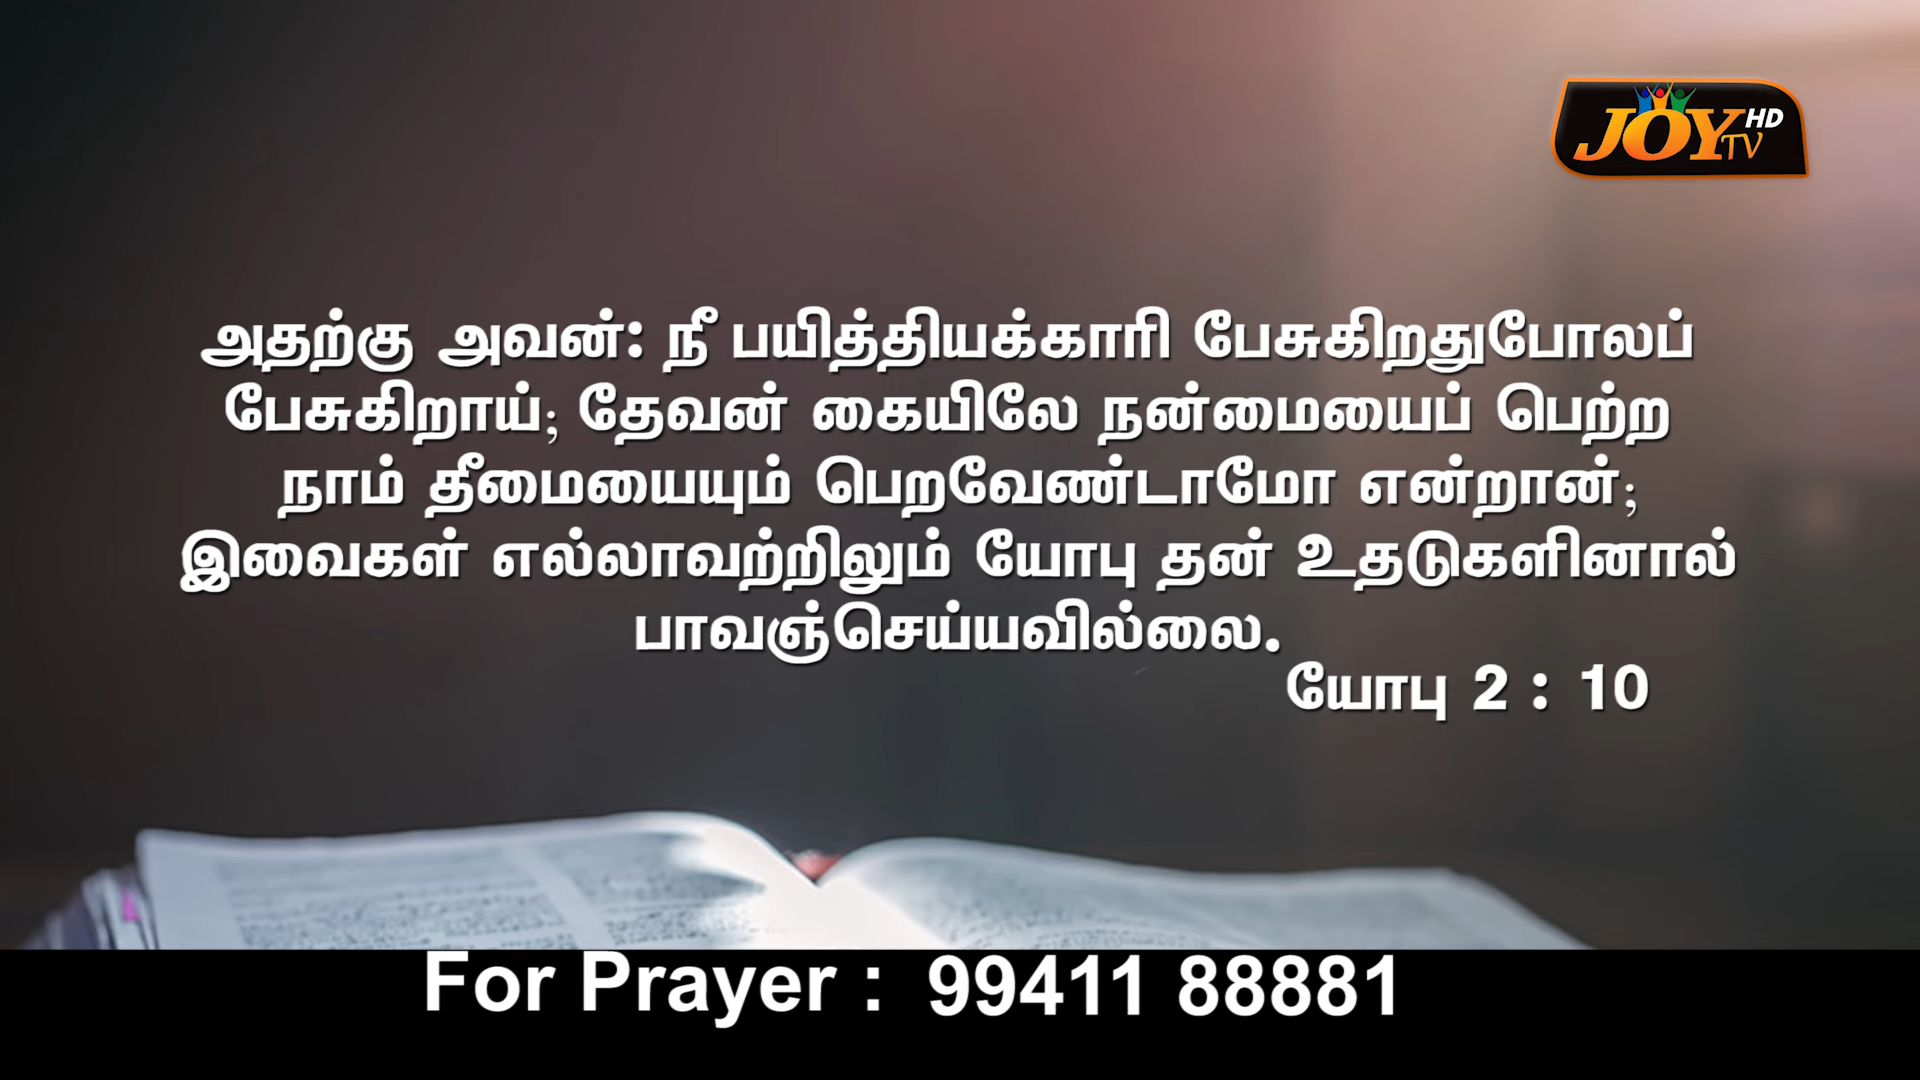 JOY HD
TV
அதற்கு அவன்: நீ பயித்தியக்காரி பேசுகிறதுபோலப்
பேசுகிறாய்; தேவன் கையிலே நன்மையைப் பெற்ற
நாம் தீமையையும் பெறவேண்டாமோ என்றான்;
இவைகள் எல்லாவற்றிலும் யோபு தன் உதடுகளினால்
பாவஞ்செய்யவில்லை.
யோபு 2 : 10
For Prayer : 99411 88881